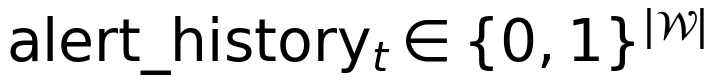 alert_history_t ∈ {0, 1}^{|𝒲|}